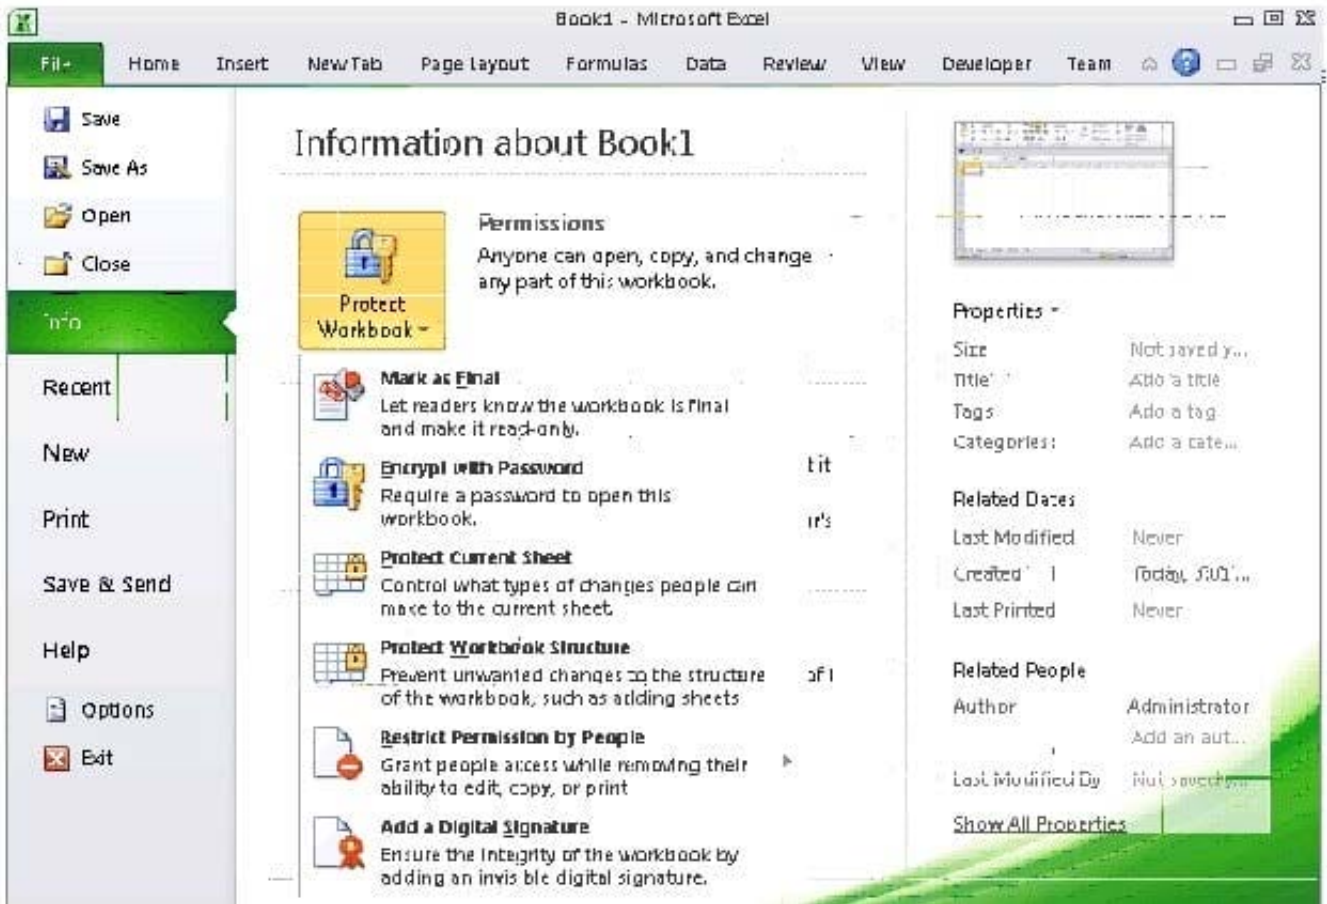 Book1 - Microsoft Excel
File Home Insert New Tab Page Layout Formulas Data Review View Developer Team
Save
Save As
Open
Close
Info
Recent
New
Print
Save & Send
Help
Options
Exit
Information about Book1
Permissions
Anyone can open, copy, and change
any part of this workbook.
Protect
Workbook
Mark as Final
Let readers know the workbook is final
and make it read-only.
Encrypt with Password
Require a password to open this
workbook.
Protect Current Sheet
Control what types of changes people can
make to the current sheet.
Protect Workbook Structure
Prevent unwanted changes to the structure
of the workbook, such as adding sheets
Restrict Permission by People
Grant people access while removing their
ability to edit, copy, or print
Add a Digital Signature
Ensure the integrity of the workbook by
adding an invisible digital signature.
t it
ur's
of t
Properties
Size Not saved y...
Title Add a title
Tags Add a tag
Categories Add a cate...
Related Dates
Last Modified Never
Created Today,
Last Printed Never
Related People
Author Administrator
Add an aut...
Last Modified By Not saved y...
Show All Properties